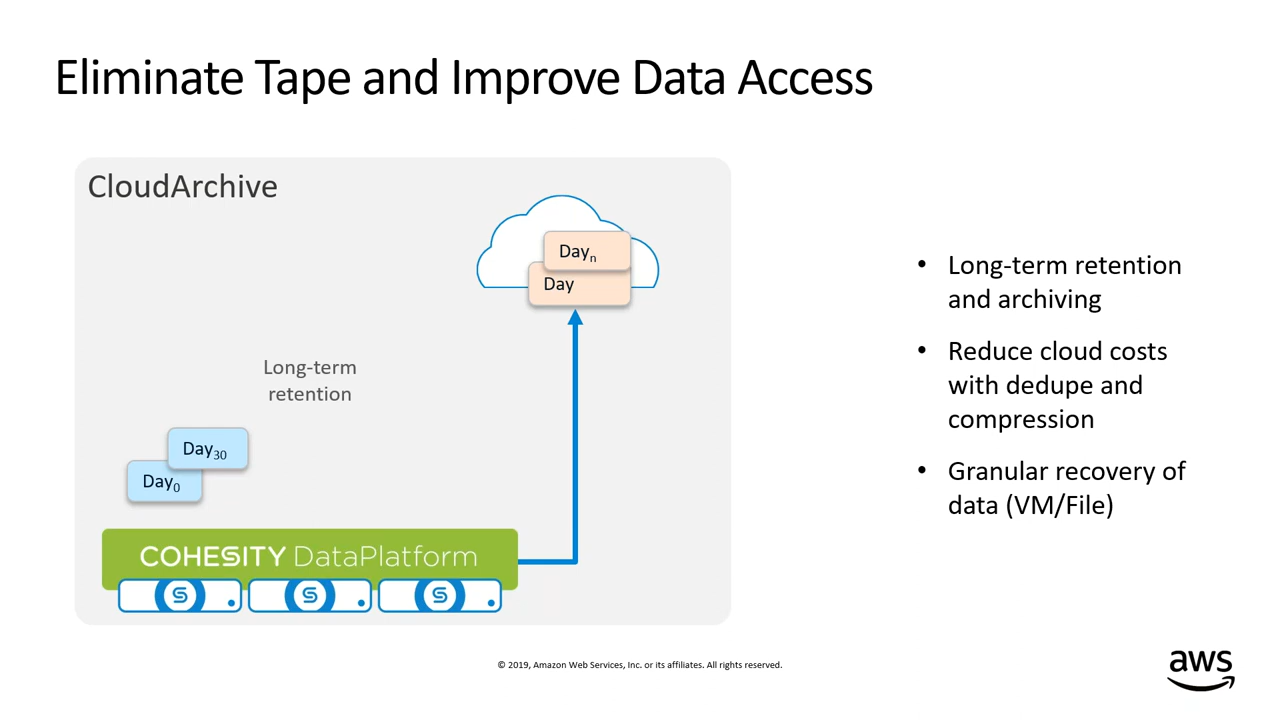 Eliminate Tape and Improve Data Access
CloudArchive
Dayn
Day
Long-term
retention
Day30
Day0
COHESITY DataPlatform
• Long-term retention
and archiving
• Reduce cloud costs
with dedupe and
compression
• Granular recovery of
data (VM/File)
© 2019, Amazon Web Services, Inc. or its affiliates. All rights reserved.
aws